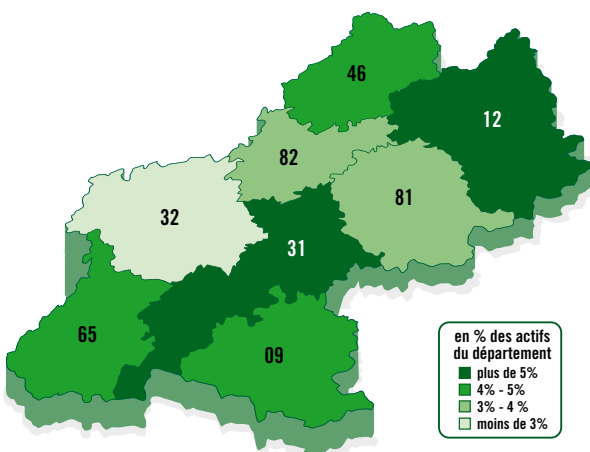 46
12
82
81
32
31
65
09
en % des actifs
du département
plus de 5%
4% - 5%
3% - 4 %
moins de 3%